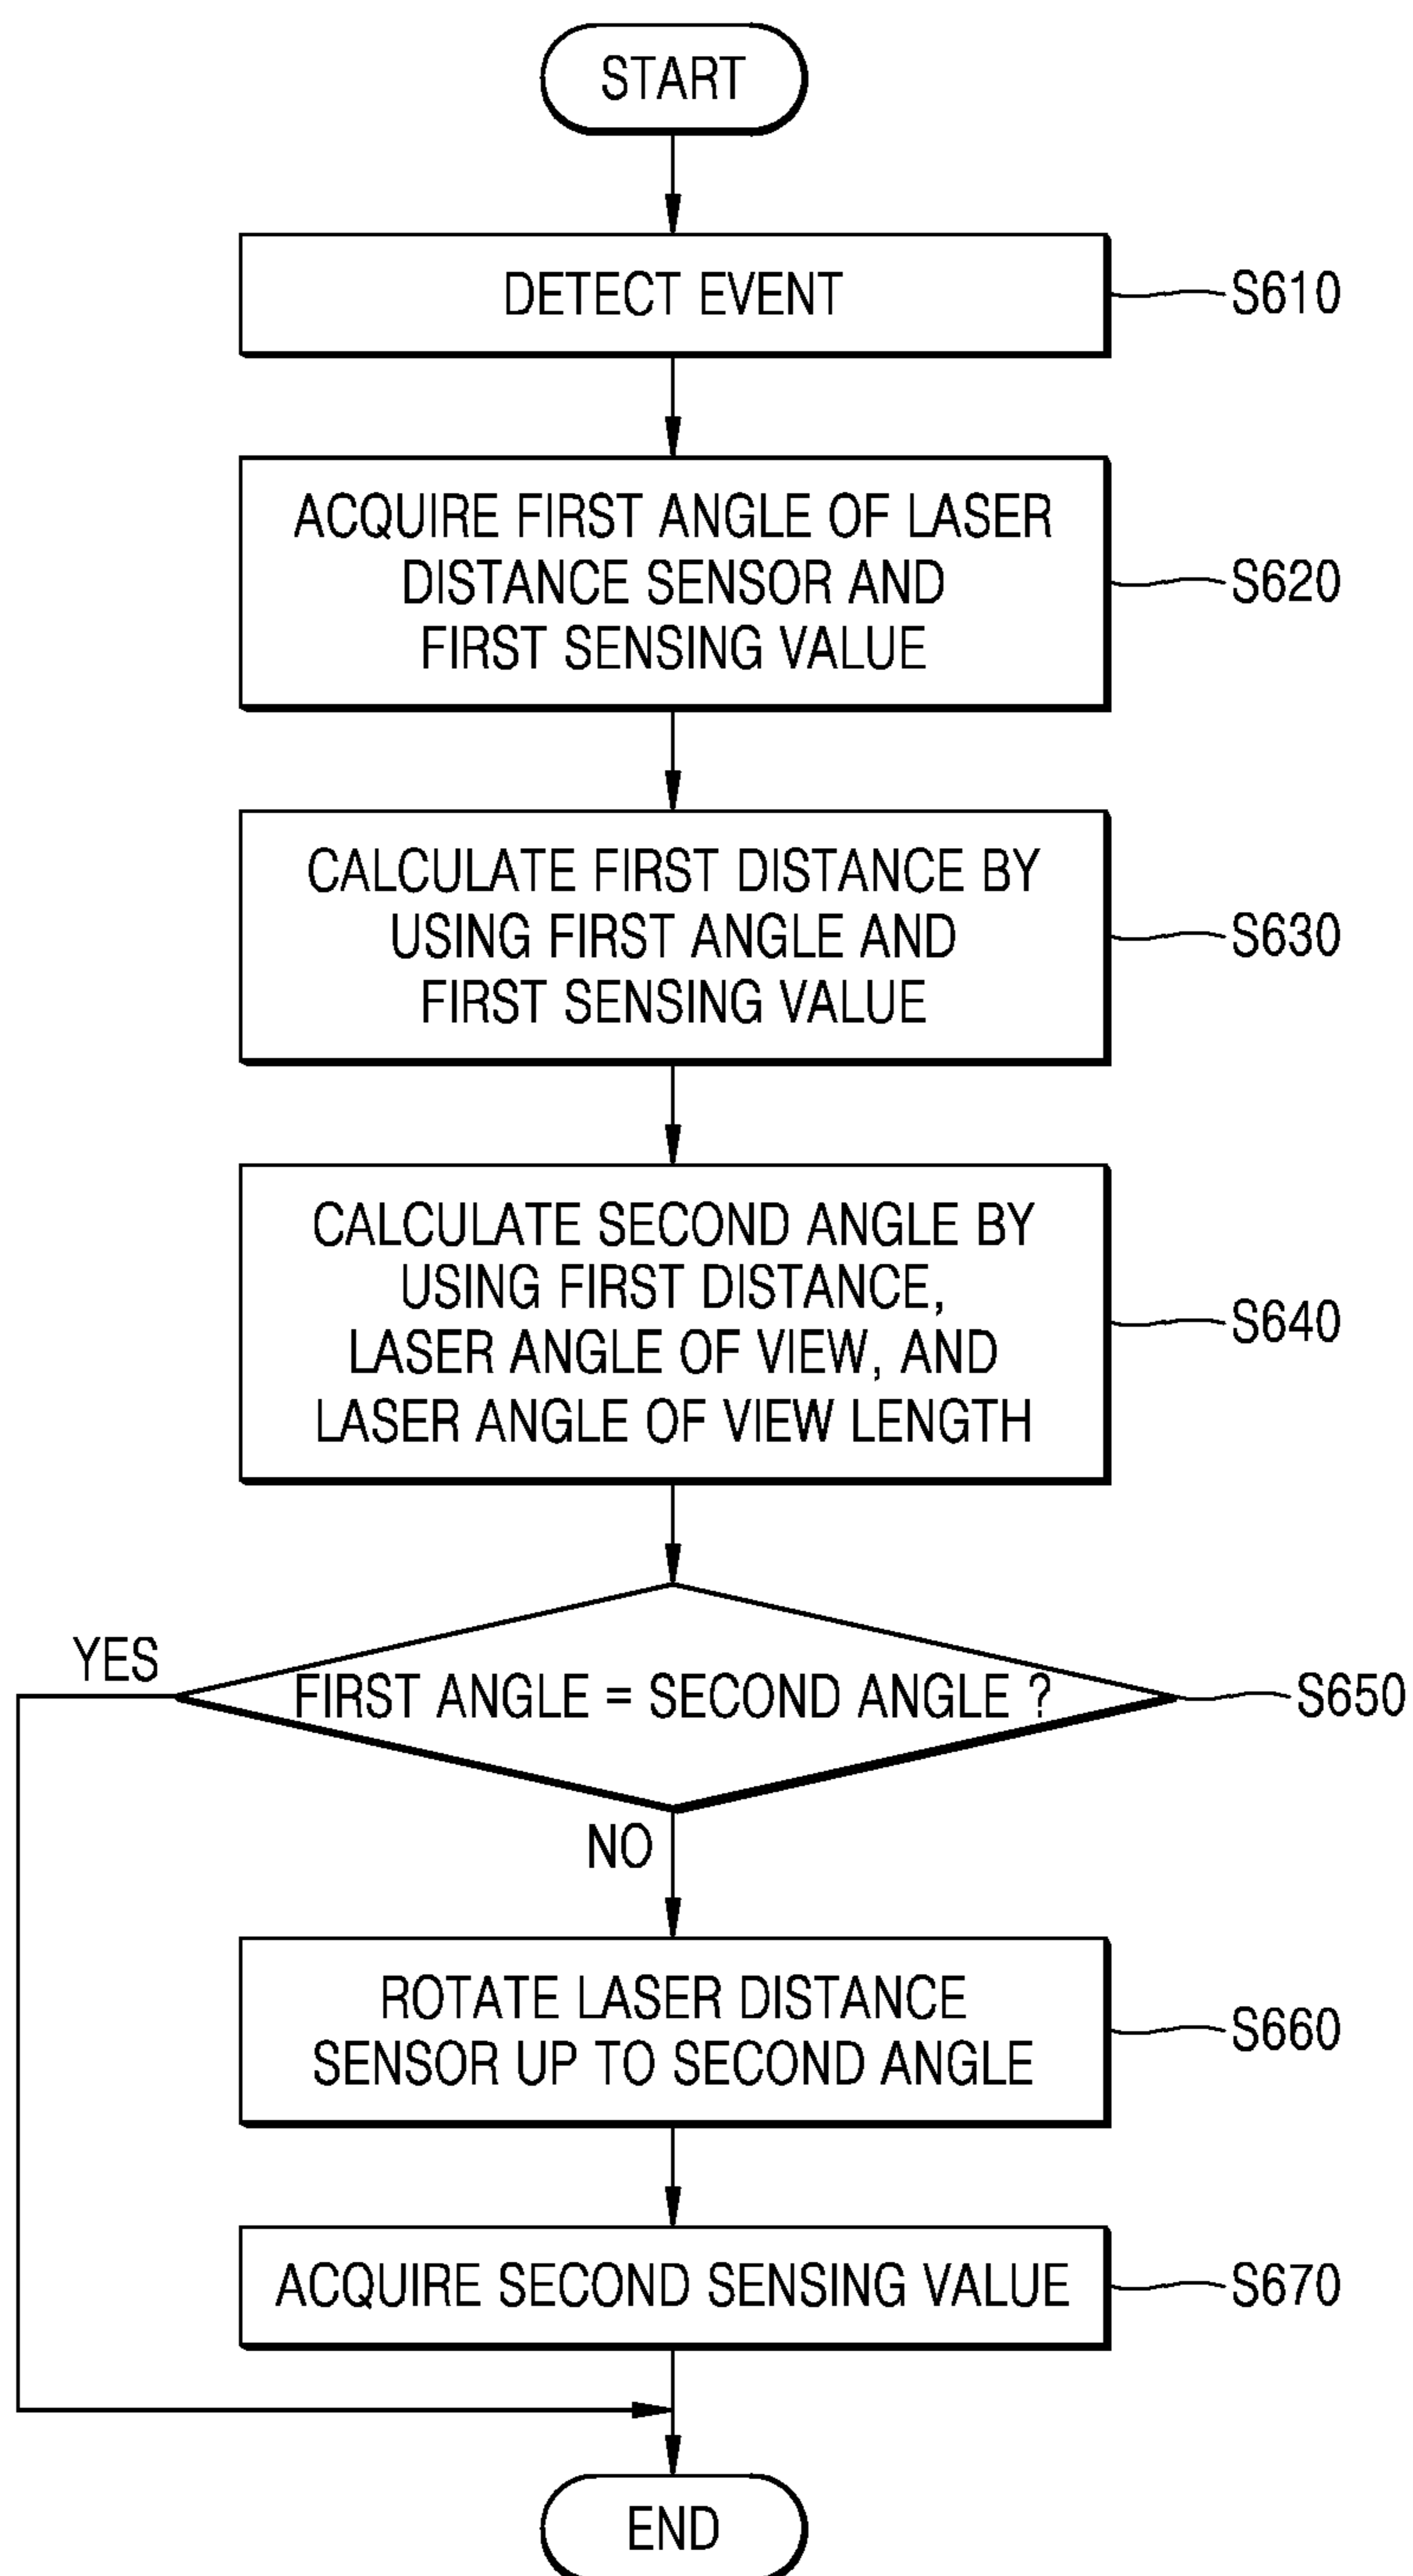 START
DETECT EVENT
S610
ACQUIRE FIRST ANGLE OF LASER
DISTANCE SENSOR AND
FIRST SENSING VALUE
S620
CALCULATE FIRST DISTANCE BY
USING FIRST ANGLE AND
FIRST SENSING VALUE
S630
CALCULATE SECOND ANGLE BY
USING FIRST DISTANCE,
LASER ANGLE OF VIEW, AND
LASER ANGLE OF VIEW LENGTH
S640
YES
FIRST ANGLE = SECOND ANGLE ?
S650
NO
ROTATE LASER DISTANCE
SENSOR UP TO SECOND ANGLE
S660
ACQUIRE SECOND SENSING VALUE
S670
END